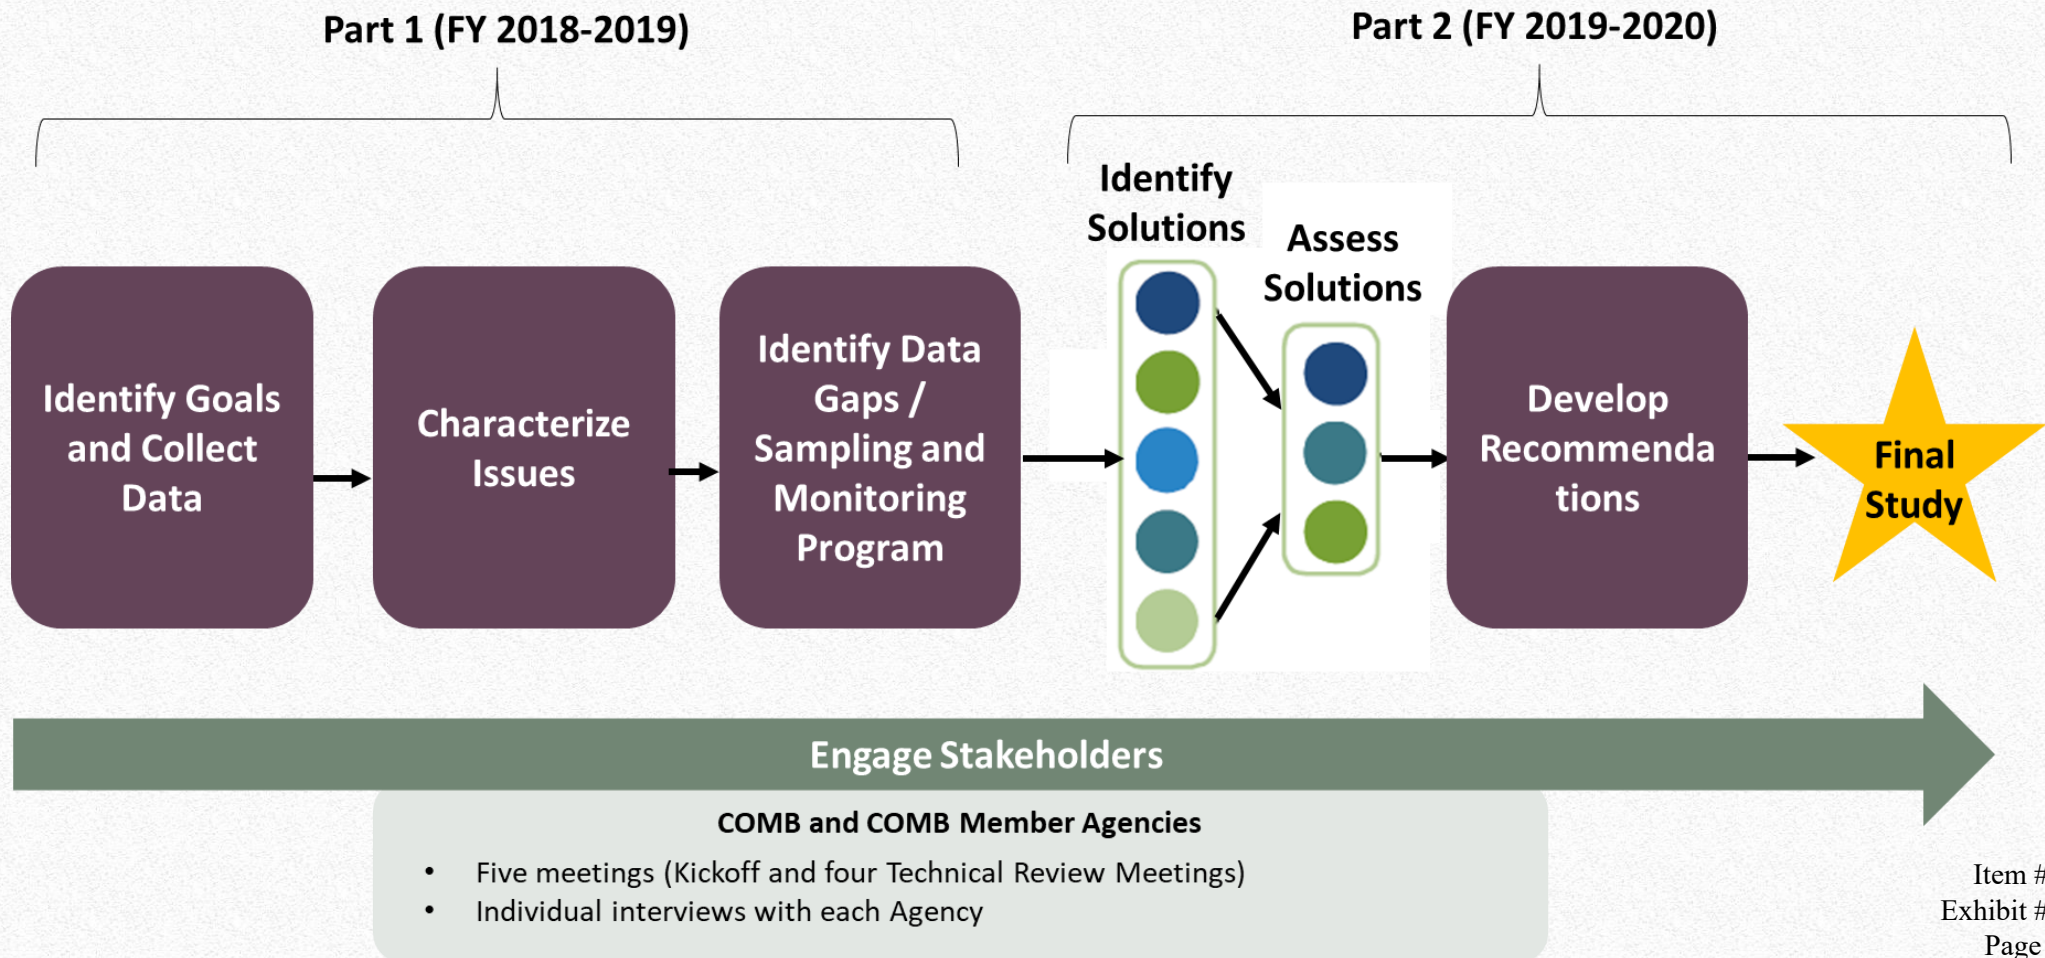 Part 1 (FY 2018-2019)
Part 2 (FY 2019-2020)
Identify Goals
and Collect
Data
Characterize
Issues
Identify Data
Gaps /
Sampling and
Monitoring
Program
Identify
Solutions
Assess
Solutions
Develop
Recommenda
tions
Final
Study
Engage Stakeholders
COMB and COMB Member Agencies
• Five meetings (Kickoff and four Technical Review Meetings)
• Individual interviews with each Agency
Item #
Exhibit #
Page